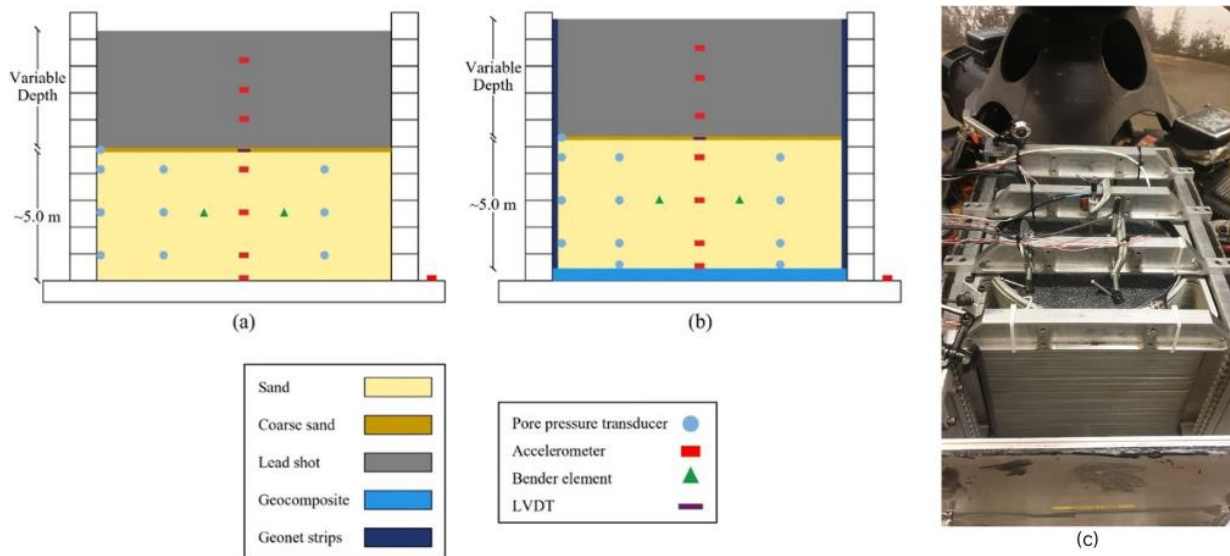 Variable
Depth
~5.0 m
(a)
Variable
Depth
~5.0 m
(b)
Sand
Coarse sand
Lead shot
Geocomposite
Geonet strips
Pore pressure transducer
Accelerometer
Bender element
LVDT
(c)